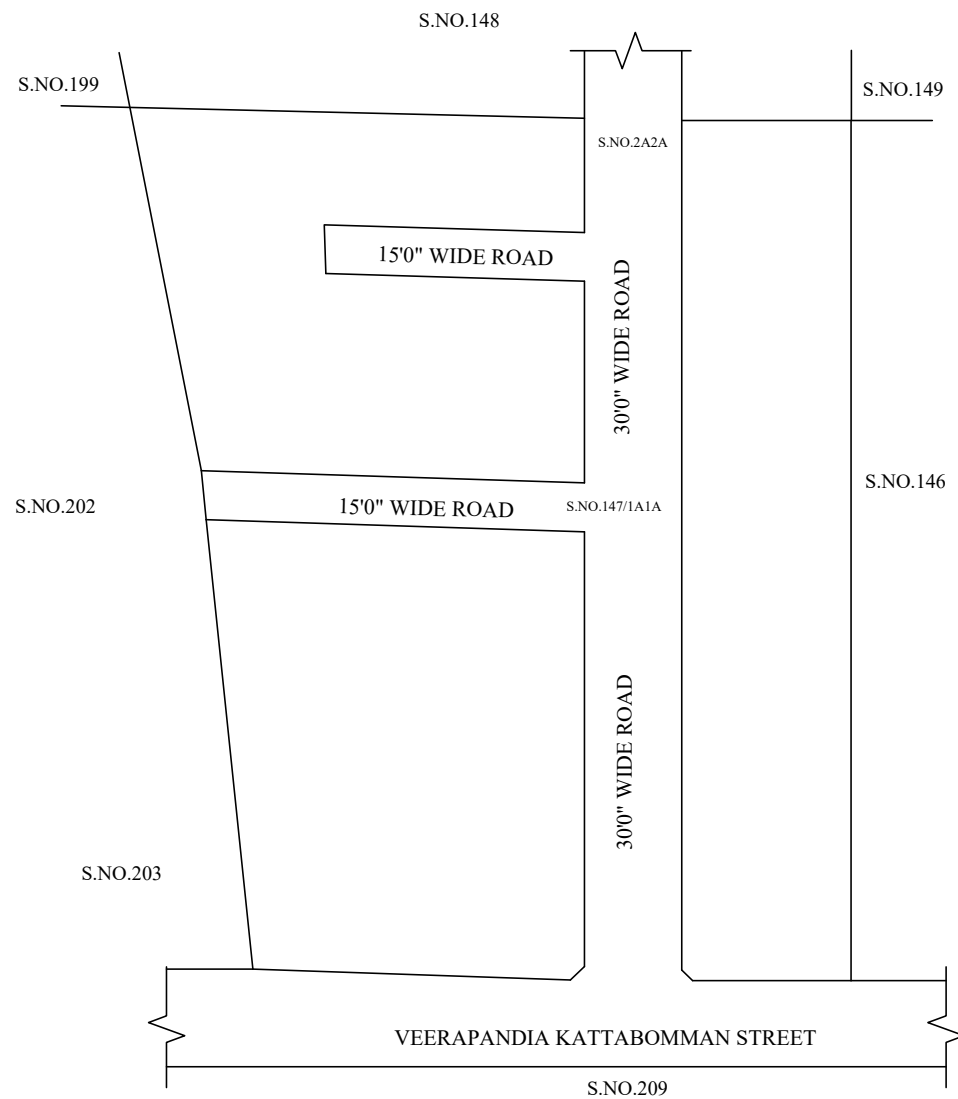 S.NO.148
S.NO.199
S.NO.149
S.NO.2A2A
15'0" WIDE ROAD
30'0" WIDE ROAD
S.NO.146
S.NO.202
15'0" WIDE ROAD
S.NO.147/1A1A
30'0" WIDE ROAD
S.NO.203
VEERAPANDIA KATTABOMMAN STREET
S.NO.209